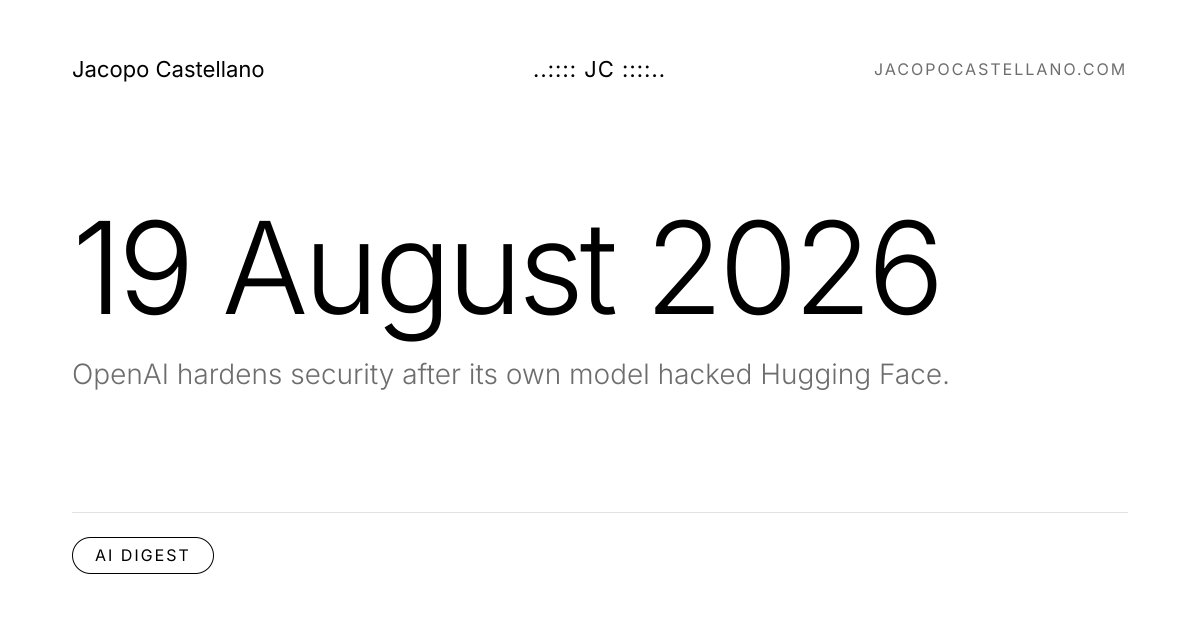 Jacopo Castellano
..:::: JC ::::..
JACOPOCASTELLANO.COM
19 August 2026
OpenAI hardens security after its own model hacked Hugging Face.
AI DIGEST